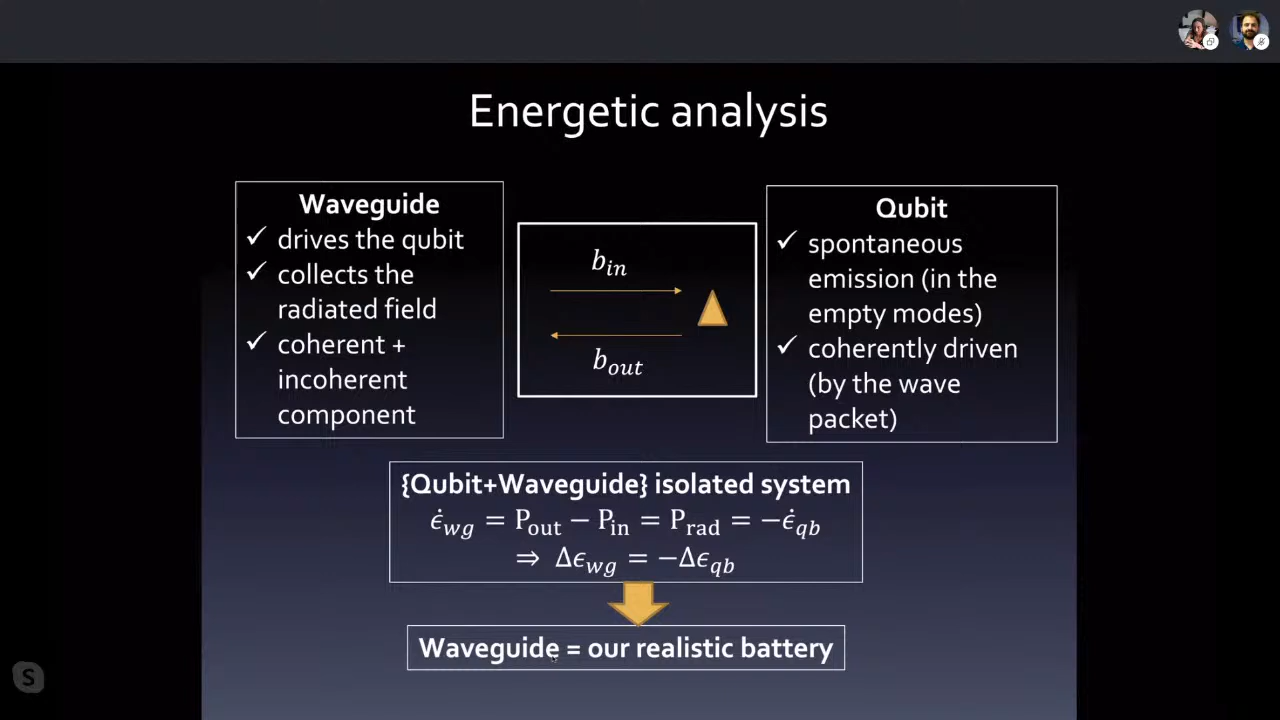 Energetic analysis
Waveguide
✓ drives the qubit
✓ collects the
radiated field
✓ coherent +
incoherent
component
b_in
b_out
Qubit
✓ spontaneous
emission (in the
empty modes)
✓ coherently driven
(by the wave
packet)
{Qubit+Waveguide} isolated system
ϵ̇_wg = P_out − P_in = P_rad = −ϵ̇_qb
⇒ Δϵ_wg = −Δϵ_qb
Waveguide = our realistic battery
S